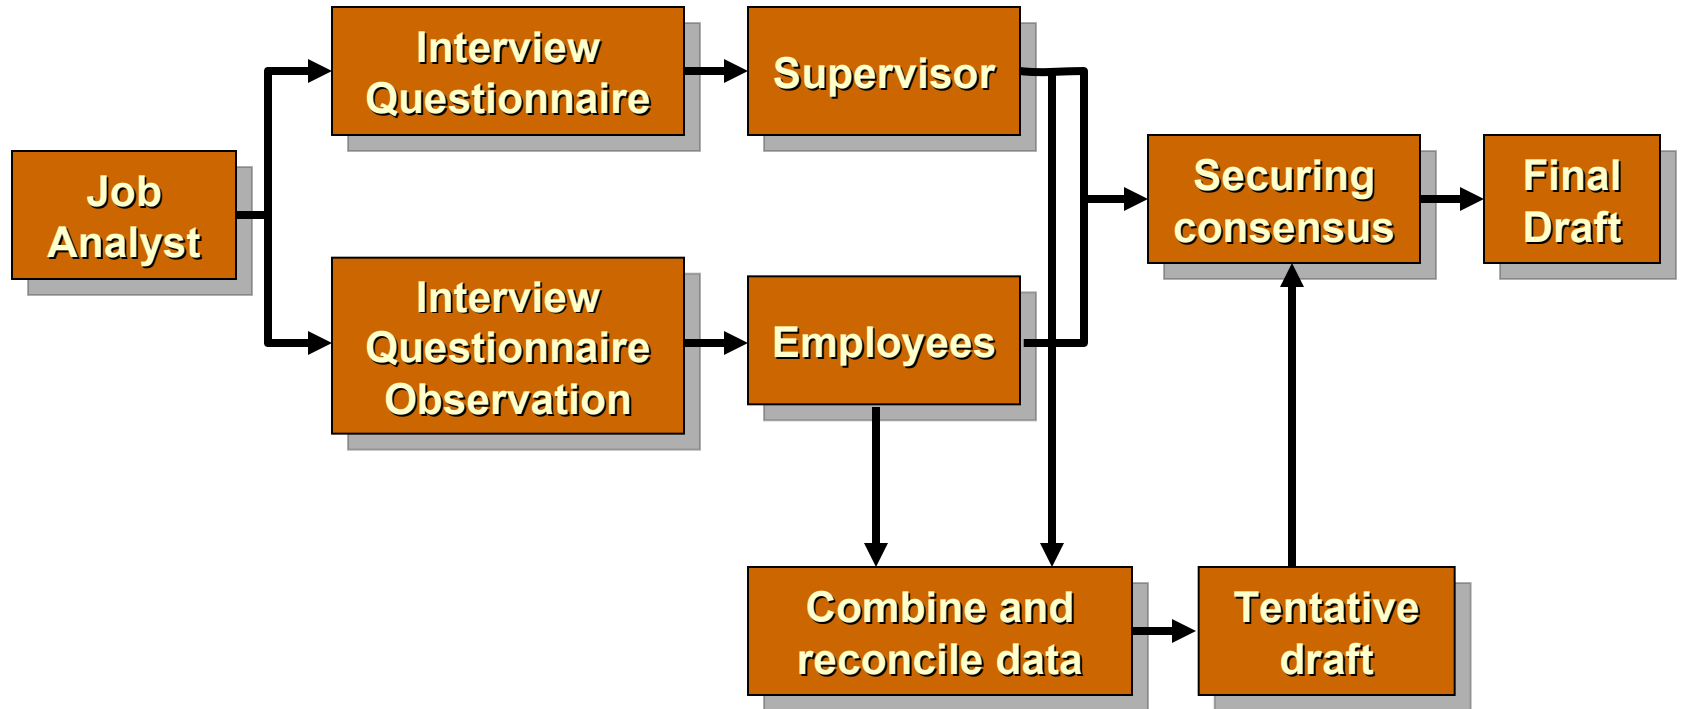 Interview
Questionnaire
Supervisor
Job
Analyst
Securing
consensus
Final
Draft
Interview
Questionnaire
Observation
Employees
Combine and
reconcile data
Tentative
draft